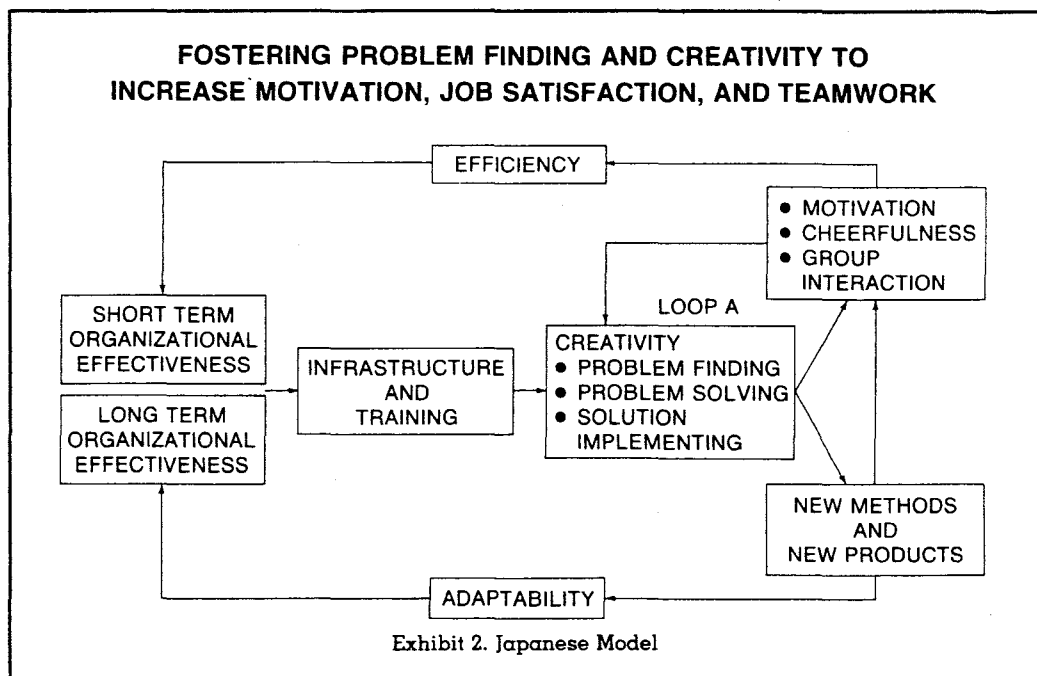 FOSTERING PROBLEM FINDING AND CREATIVITY TO
INCREASE MOTIVATION, JOB SATISFACTION, AND TEAMWORK
EFFICIENCY
● MOTIVATION
● CHEERFULNESS
● GROUP
INTERACTION
SHORT TERM
ORGANIZATIONAL
EFFECTIVENESS
LONG TERM
ORGANIZATIONAL
EFFECTIVENESS
INFRASTRUCTURE
AND
TRAINING
LOOP A
CREATIVITY
● PROBLEM FINDING
● PROBLEM SOLVING
● SOLUTION
IMPLEMENTING
NEW METHODS
AND
NEW PRODUCTS
ADAPTABILITY
Exhibit 2. Japanese Model